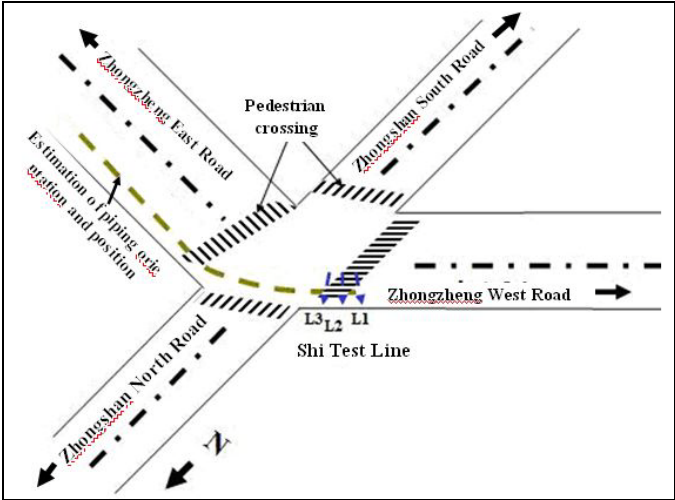 Zhongzheng East Road
Zhongshan South Road
Pedestrian
crossing
Estimation of piping orie
ntation and position
Zhongzheng West Road
L3 L2 L1
Shi Test Line
Zhongshan North Road
N